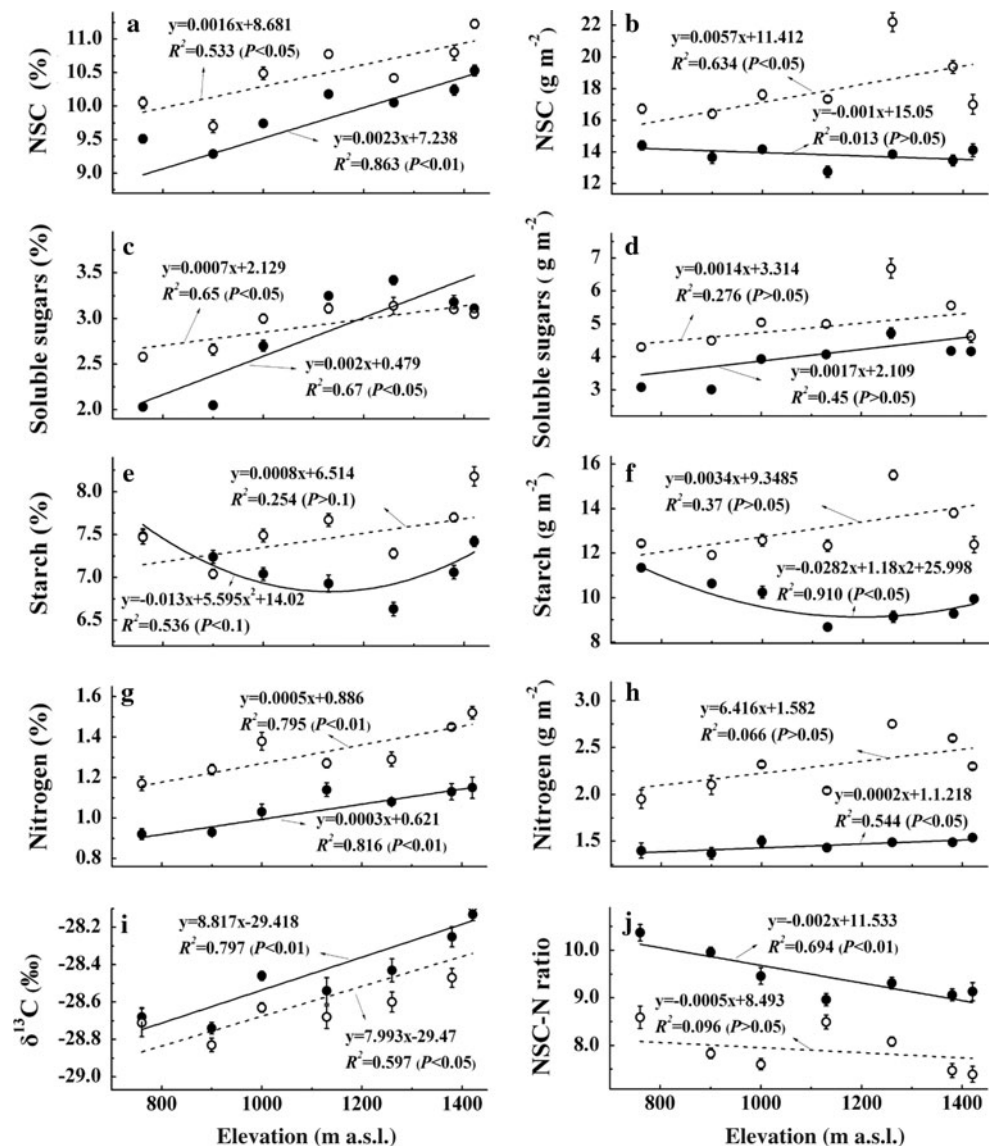 a
NSC (%)
11.0
10.5
10.0
9.5
9.0
y=0.0016x+8.681
R²=0.533 (P<0.05)
y=0.0023x+7.238
R²=0.863 (P<0.01)
b
NSC (g m⁻²)
22
20
18
16
14
12
y=0.0057x+11.412
R²=0.634 (P<0.05)
y=-0.001x+15.05
R²=0.013 (P>0.05)
c
Soluble sugars (%)
3.5
3.0
2.5
2.0
y=0.0007x+2.129
R²=0.65 (P<0.05)
y=0.002x+0.479
R²=0.67 (P<0.05)
d
Soluble sugars (g m⁻²)
7
6
5
4
3
y=0.0014x+3.314
R²=0.276 (P>0.05)
y=0.0017x+2.109
R²=0.45 (P>0.05)
e
Starch (%)
8.0
7.5
7.0
6.5
y=0.0008x+6.514
R²=0.254 (P>0.1)
y=-0.013x+5.595x²+14.02
R²=0.536 (P<0.1)
f
Starch (g m⁻²)
16
14
12
10
8
y=0.0034x+9.3485
R²=0.37 (P>0.05)
y=-0.0282x+1.18x2+25.998
R²=0.910 (P<0.05)
g
Nitrogen (%)
1.6
1.4
1.2
1.0
0.8
y=0.0005x+0.886
R²=0.795 (P<0.01)
y=0.0003x+0.621
R²=0.816 (P<0.01)
h
Nitrogen (g m⁻²)
3.0
2.5
2.0
1.5
y=6.416x+1.582
R²=0.066 (P>0.05)
y=0.0002x+1.1.218
R²=0.544 (P<0.05)
i
δ¹³C (‰)
-28.2
-28.4
-28.6
-28.8
-29.0
y=8.817x-29.418
R²=0.797 (P<0.01)
y=7.993x-29.47
R²=0.597 (P<0.05)
800 1000 1200 1400
Elevation (m a.s.l.)
j
NSC-N ratio
10.0
9.0
8.0
y=-0.002x+11.533
R²=0.694 (P<0.01)
y=-0.0005x+8.493
R²=0.096 (P>0.05)
800 1000 1200 1400
Elevation (m a.s.l.)